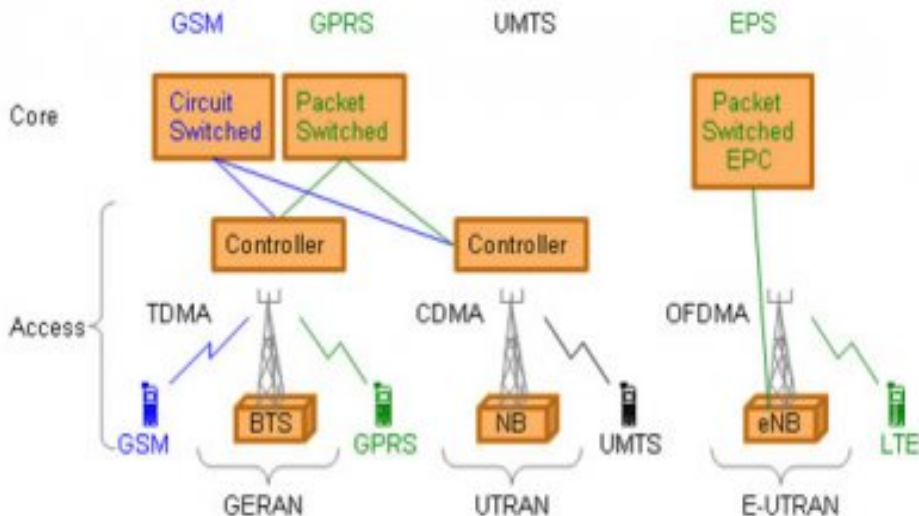 GSM GPRS UMTS EPS
Core
Circuit
Switched
Packet
Switched
Packet
Switched
EPC
Controller Controller
Access
TDMA CDMA OFDMA
BTS NB eNB
GSM GPRS UMTS LTE
GERAN UTRAN E-UTRAN